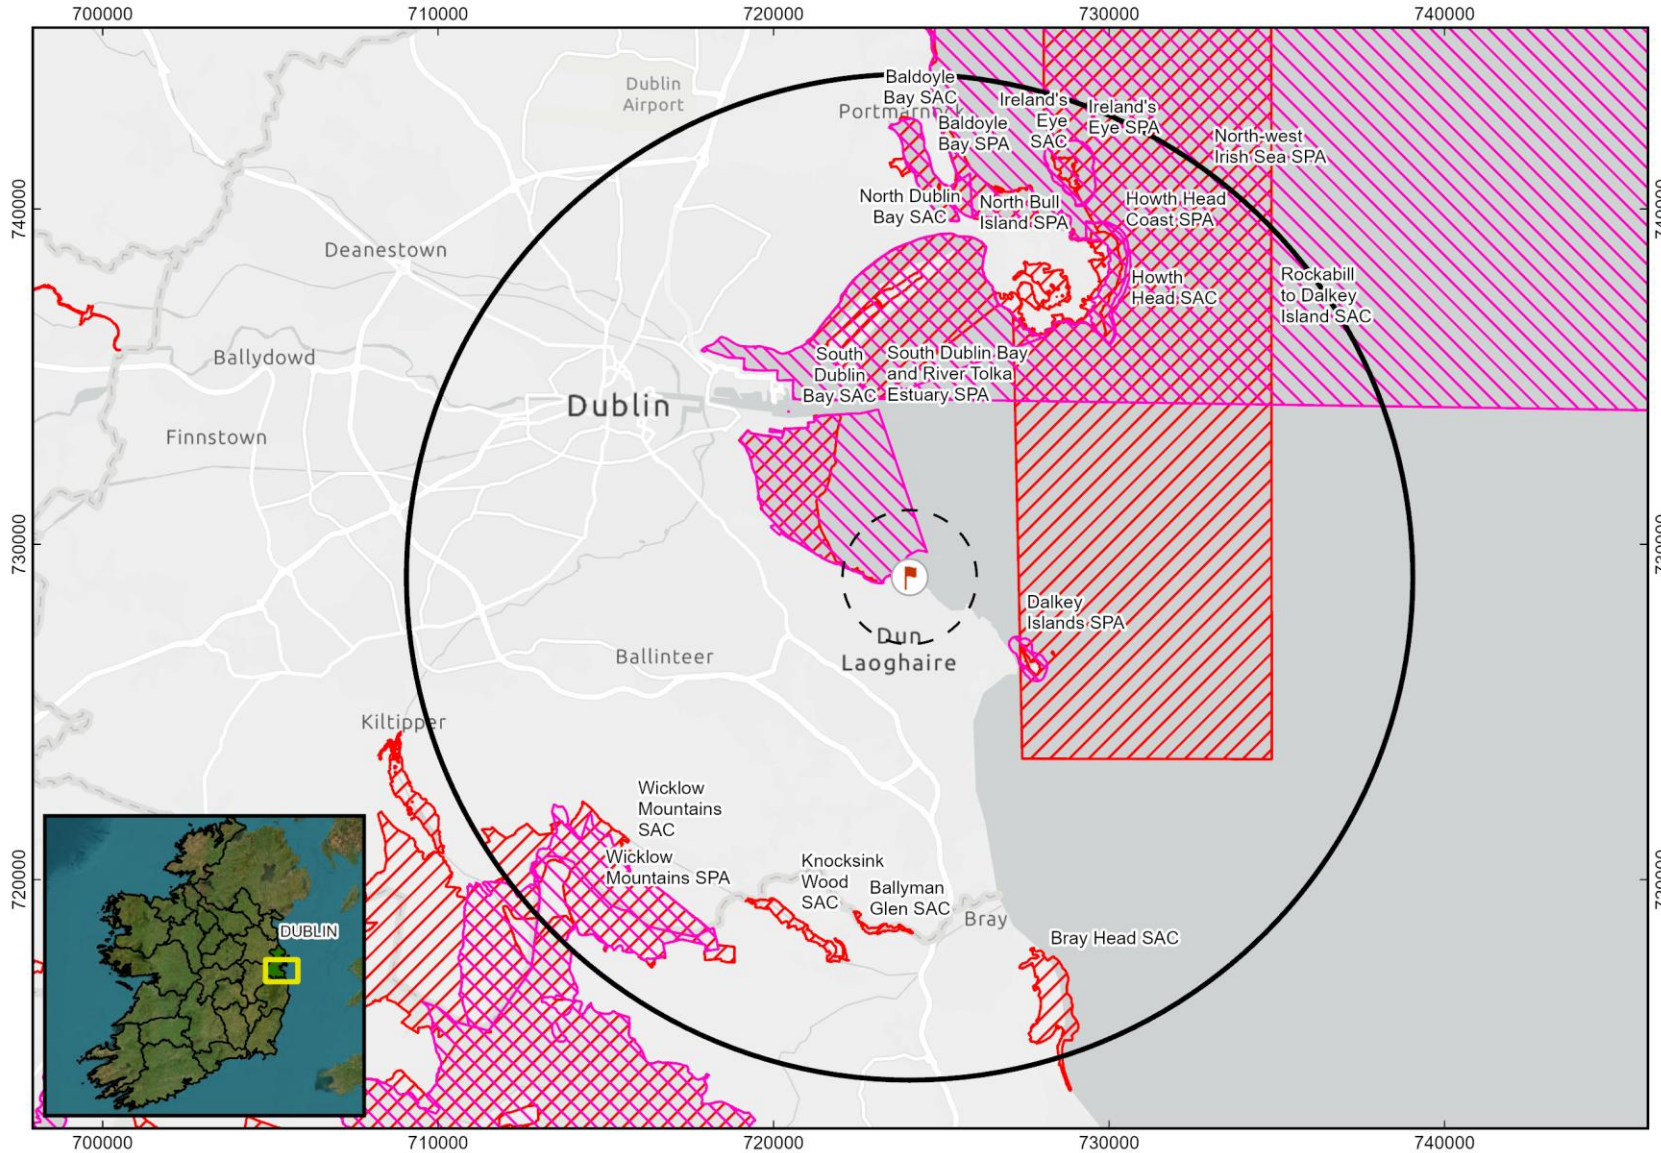 700000
710000
720000
730000
740000
Dublin
Airport
Baldoyle
Bay SAC
Portmarnock
Baldoyle
Bay SPA
Ireland's
Eye
SAC
Ireland's
Eye SPA
North-west
Irish Sea SPA
740000
740000
North Dublin
Bay SAC
North Bull
Island SPA
Howth Head
Coast SPA
Deanestown
Howth
Head SAC
Rockabill
to Dalkey
Island SAC
Ballydowd
South
Dublin
Bay SAC
South Dublin Bay
and River Tolka
Estuary SPA
Dublin
Finnstown
730000
730000
Dalkey
Islands SPA
Dun
Laoghaire
Ballinteer
Kiltipper
Wicklow
Mountains
SAC
Wicklow
Mountains SPA
Knocksink
Wood
SAC
Ballyman
Glen SAC
720000
720000
Bray
DUBLIN
Bray Head SAC
700000
710000
720000
730000
740000